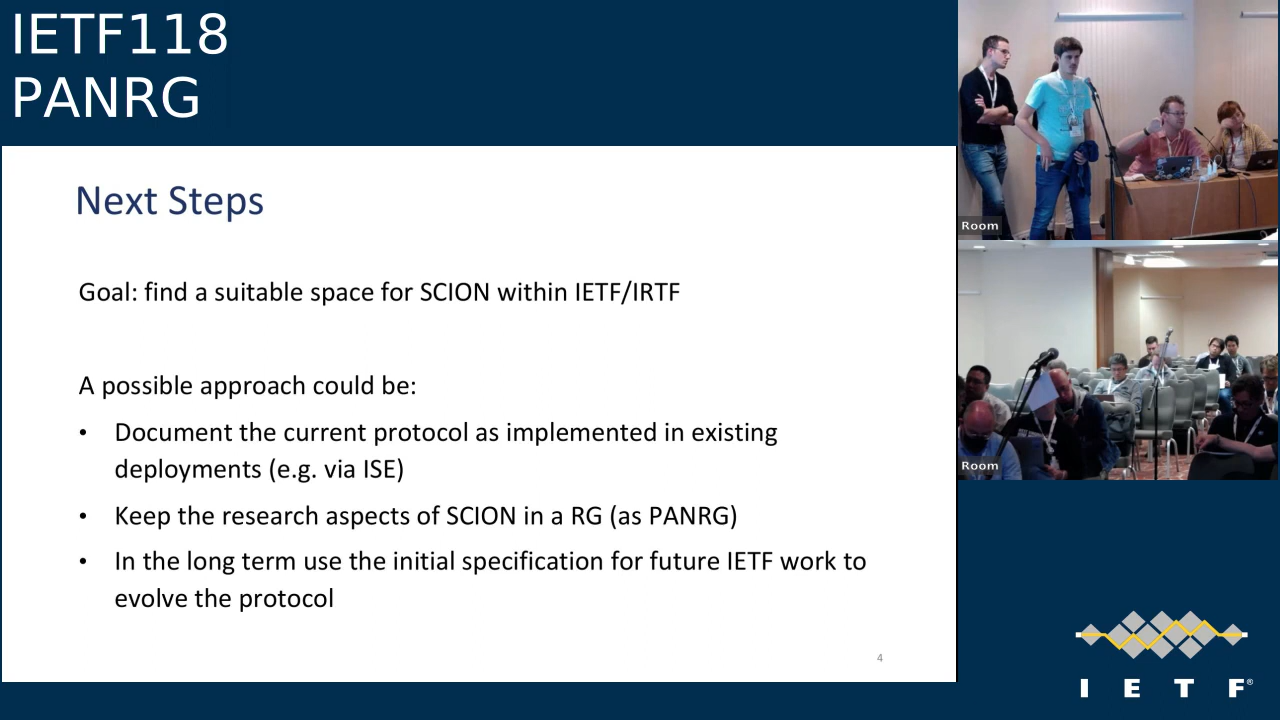 IETF118
PANRG
Next Steps
Goal: find a suitable space for SCION within IETF/IRTF
A possible approach could be:
• Document the current protocol as implemented in existing
deployments (e.g. via ISE)
• Keep the research aspects of SCION in a RG (as PANRG)
• In the long term use the initial specification for future IETF work to
evolve the protocol
4
Room
Room
I E T F®